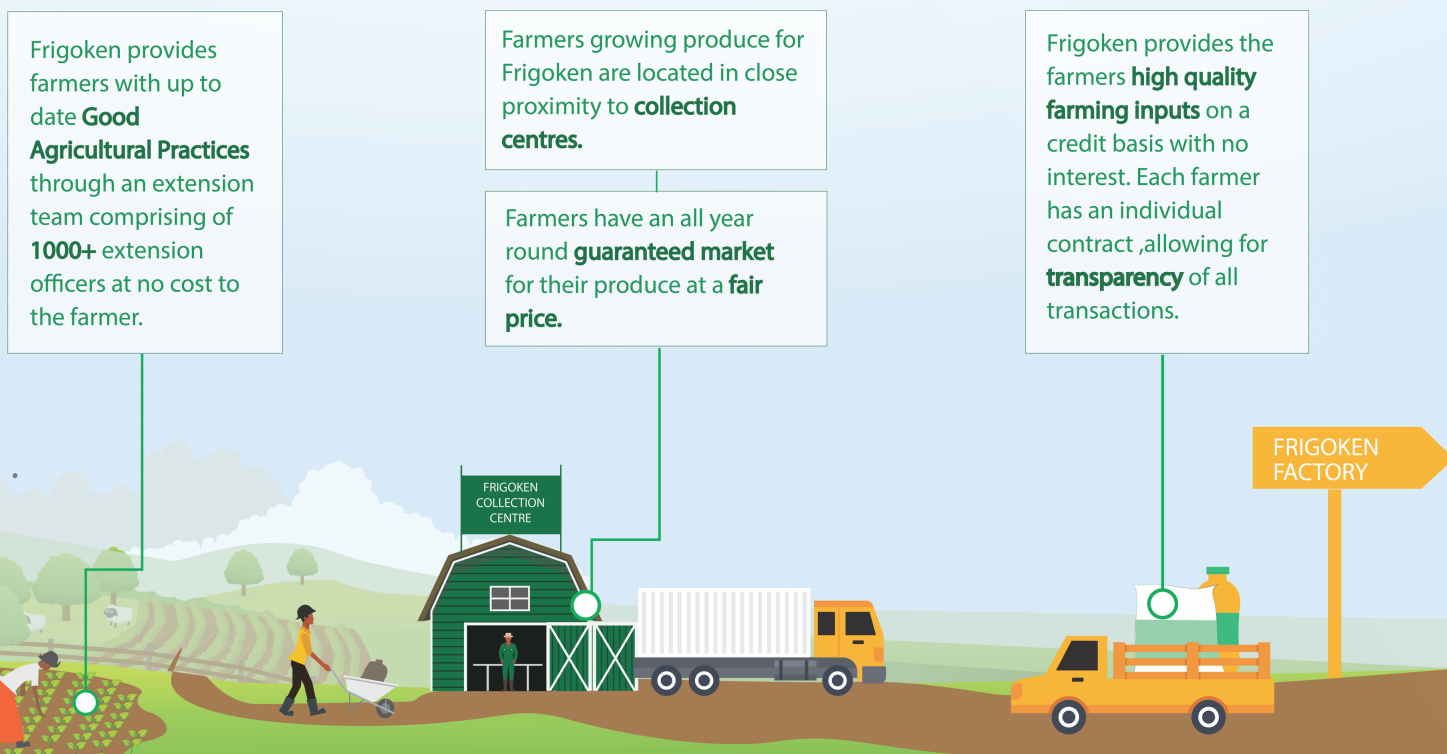 Frigoken provides
farmers with up to
date Good
Agricultural Practices
through an extension
team comprising of
1000+ extension
officers at no cost to
the farmer.
Farmers growing produce for
Frigoken are located in close
proximity to collection
centres.
Farmers have an all year
round guaranteed market
for their produce at a fair
price.
Frigoken provides the
farmers high quality
farming inputs on a
credit basis with no
interest. Each farmer
has an individual
contract ,allowing for
transparency of all
transactions.
FRIGOKEN
COLLECTION
CENTRE
FRIGOKEN
FACTORY